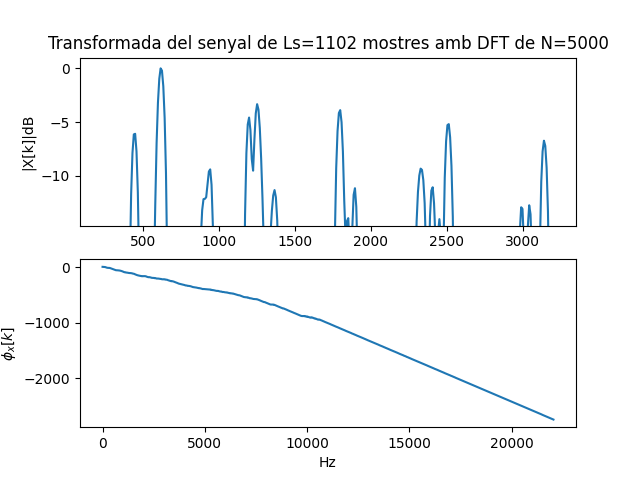 Transformada del senyal de Ls=1102 mostres amb DFT de N=5000
|X[k]|dB
0
−5
−10
500 1000 1500 2000 2500 3000
ϕx[k]
0
−1000
−2000
0 5000 10000 15000 20000
Hz